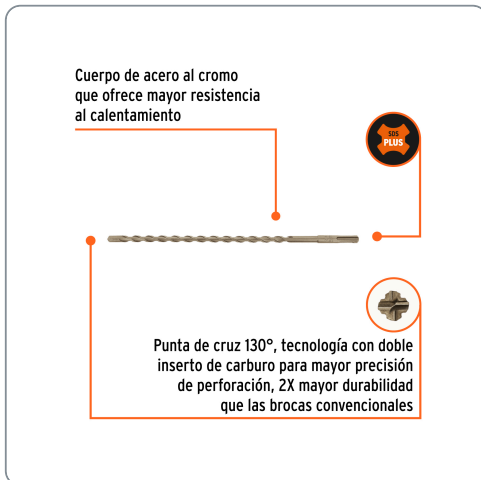 Cuerpo de acero al cromo
que ofrece mayor resistencia
al calentamiento
SDS
PLUS
Punta de cruz 130°, tecnología con doble
inserto de carburo para mayor precisión
de perforación, 2X mayor durabilidad
que las brocas convencionales